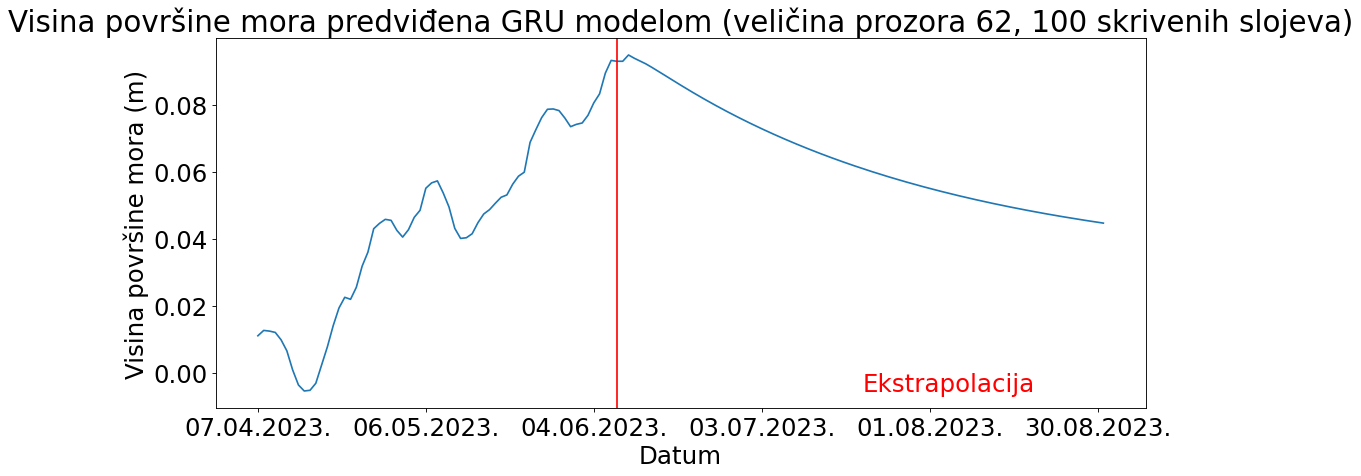 Visina površine mora predviđena GRU modelom (veličina prozora 62, 100 skrivenih slojeva)
Visina površine mora (m)
0.08
0.06
0.04
0.02
0.00
Ekstrapolacija
07.04.2023. 06.05.2023. 04.06.2023. 03.07.2023. 01.08.2023. 30.08.2023.
Datum